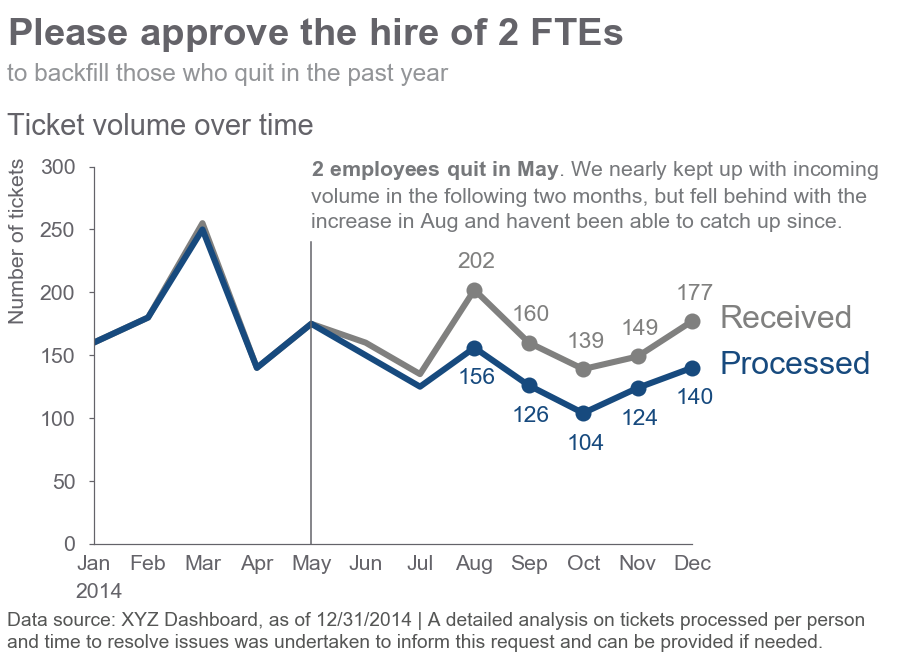 Please approve the hire of 2 FTEs
to backfill those who quit in the past year
Ticket volume over time
2 employees quit in May. We nearly kept up with incoming
volume in the following two months, but fell behind with the
increase in Aug and havent been able to catch up since.
Number of tickets
300
250
200
150
100
50
0
202
160
139
149
177
Received
156
126
104
124
140
Processed
Jan Feb Mar Apr May Jun Jul Aug Sep Oct Nov Dec
2014
Data source: XYZ Dashboard, as of 12/31/2014 | A detailed analysis on tickets processed per person
and time to resolve issues was undertaken to inform this request and can be provided if needed.